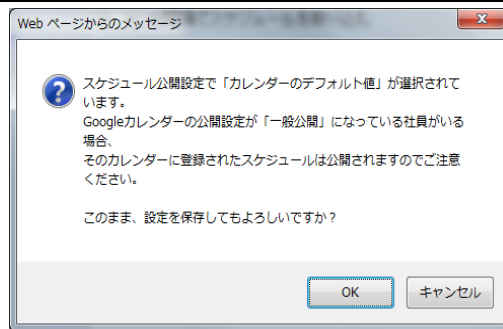 Web ページからのメッセージ
スケジュール公開設定で「カレンダーのデフォルト値」が選択されて
います。
Googleカレンダーの公開設定が「一般公開」になっている社員がいる
場合、
そのカレンダーに登録されたスケジュールは公開されますのでご注意
ください。
このまま、設定を保存してもよろしいですか？
OK
キャンセル